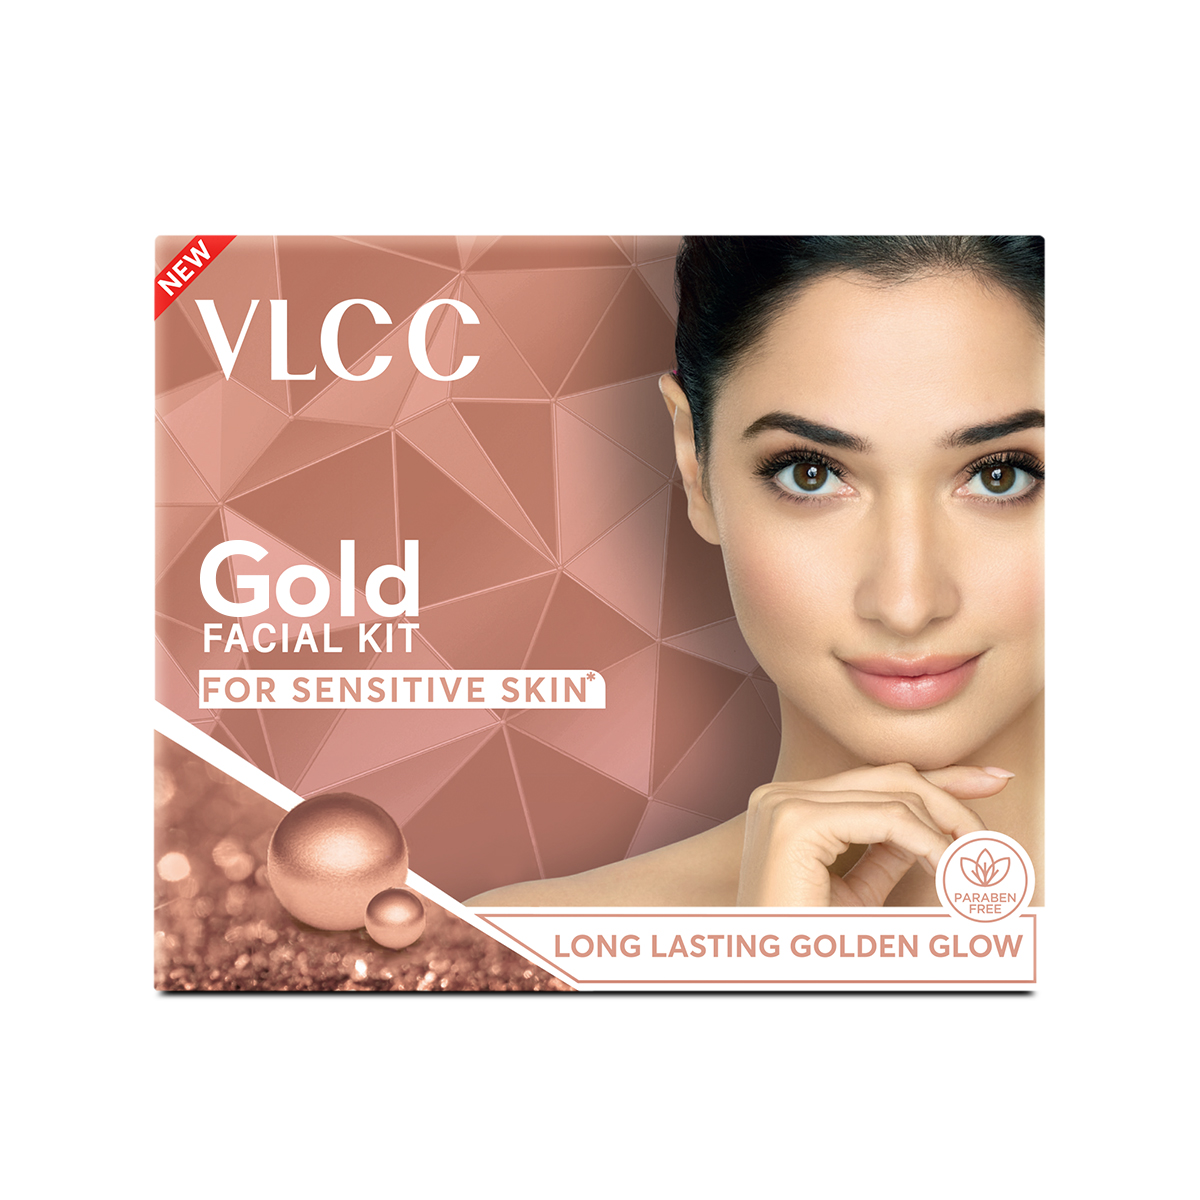 NEW
VLCC
Gold
FACIAL KIT
FOR SENSITIVE SKIN*
PARABEN
FREE
LONG LASTING GOLDEN GLOW